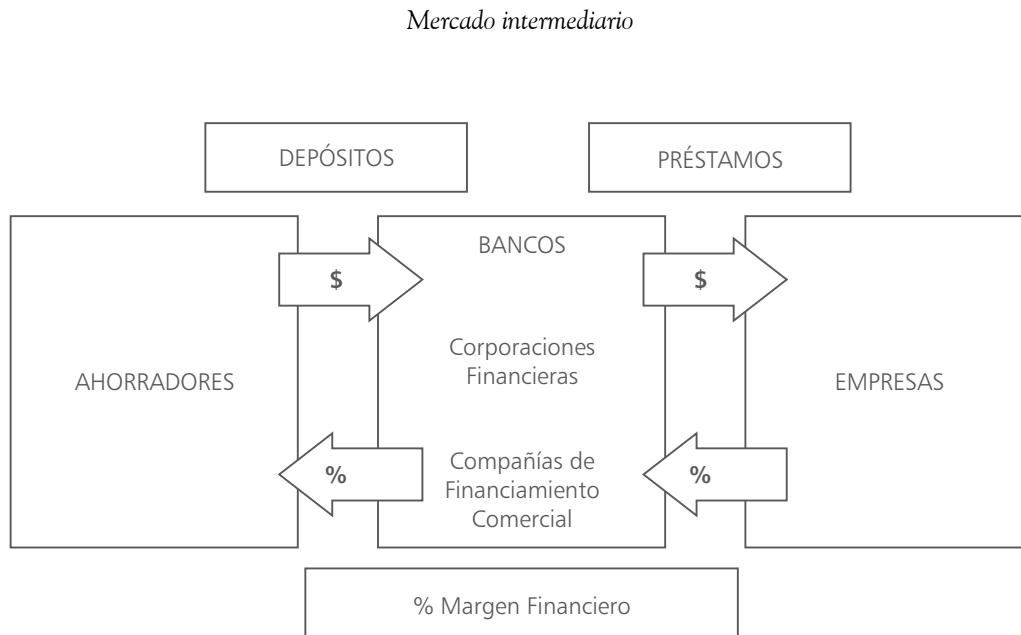 Mercado intermediario
DEPÓSITOS
PRÉSTAMOS
AHORRADORES
$
%
BANCOS
Corporaciones
Financieras
Compañías de
Financiamiento
Comercial
$
%
EMPRESAS
% Margen Financiero